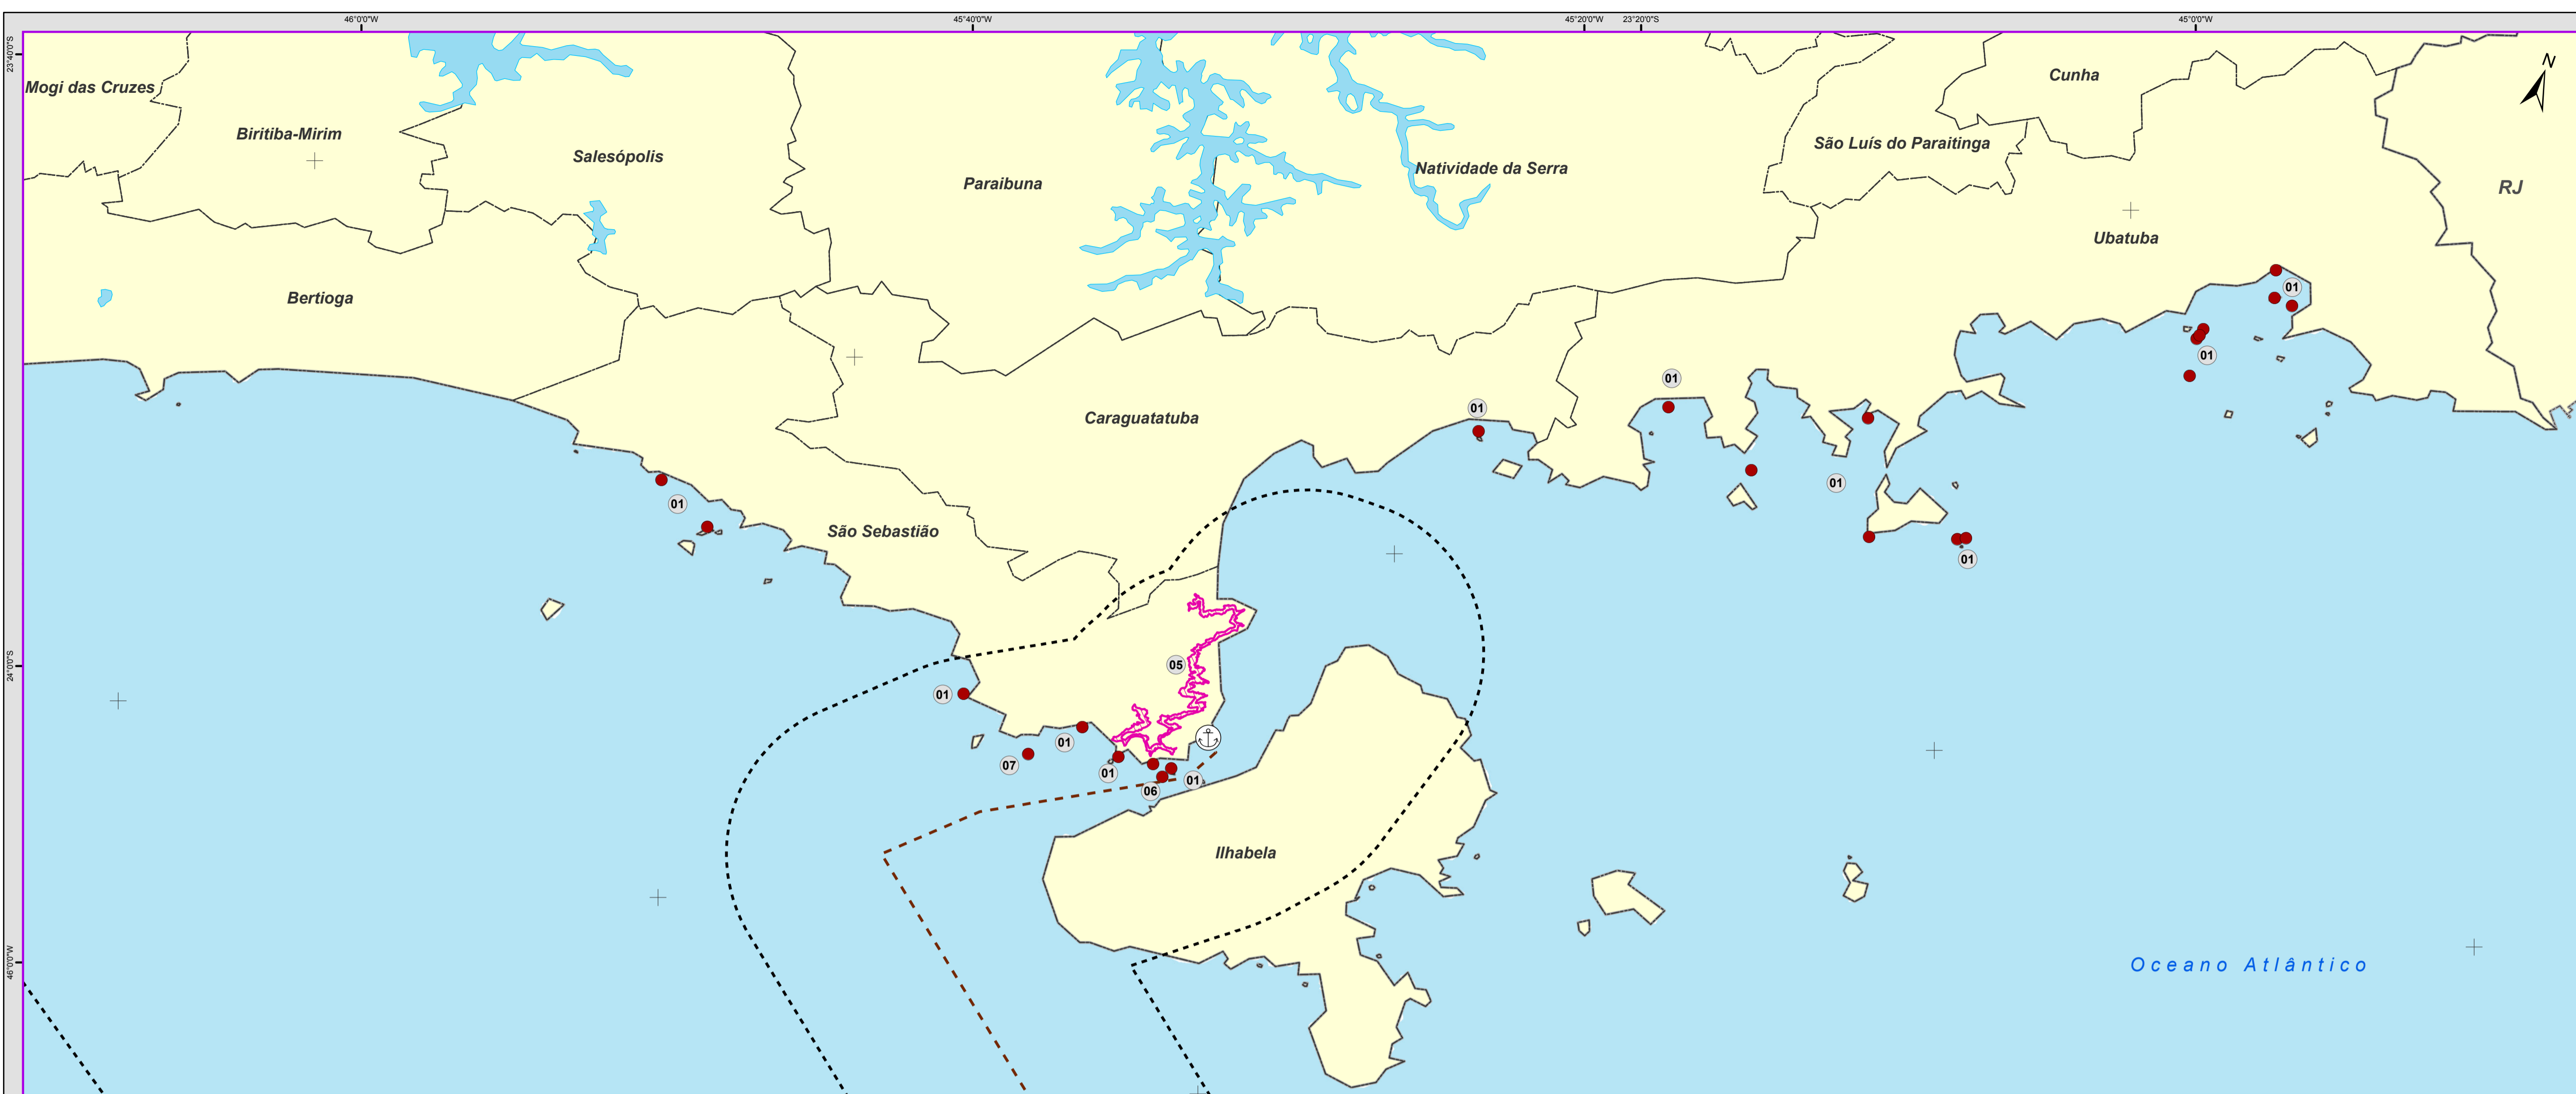 46°0'0"W
45°40'0"W
45°20'0"W
23°20'0"S
45°0'0"W
23°40'0"S
N
Mogi das Cruzes
Cunha
Biritiba-Mirim
São Luís do Paraitinga
Salesópolis
Natividade da Serra
Paraibuna
RJ
Ubatuba
01
Bertioga
01
01
01
Caraguatatuba
01
01
São Sebastião
01
24°0'0"S
05
01
01
07
01
01
06
Ilhabela
46°0'0"W
Oceano Atlântico